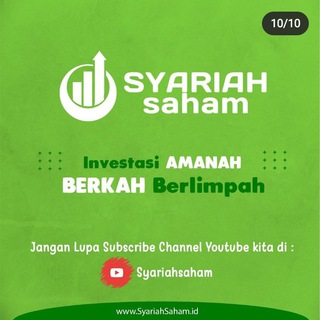 10/10
SYARIAH
saham
Investasi AMANAH
BERKAH Berlimpah
Jangan Lupa Subscribe Channel Youtube kita di :
Syariahsaham
www.SyariahSaham.id